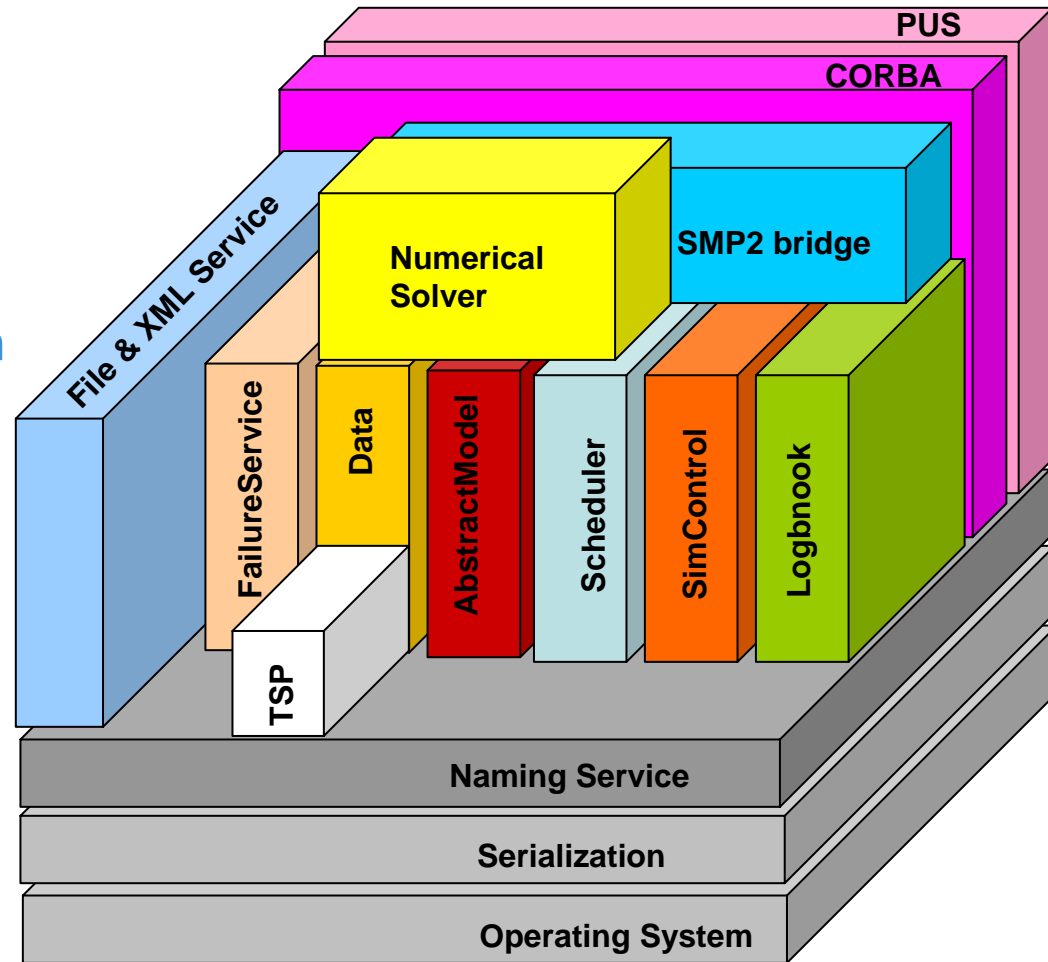 PUS
CORBA
File & XML Service
Numerical
Solver
SMP2 bridge
FailureService
Data
AbstractModel
Scheduler
SimControl
Logbnook
TSP
Naming Service
Serialization
Operating System